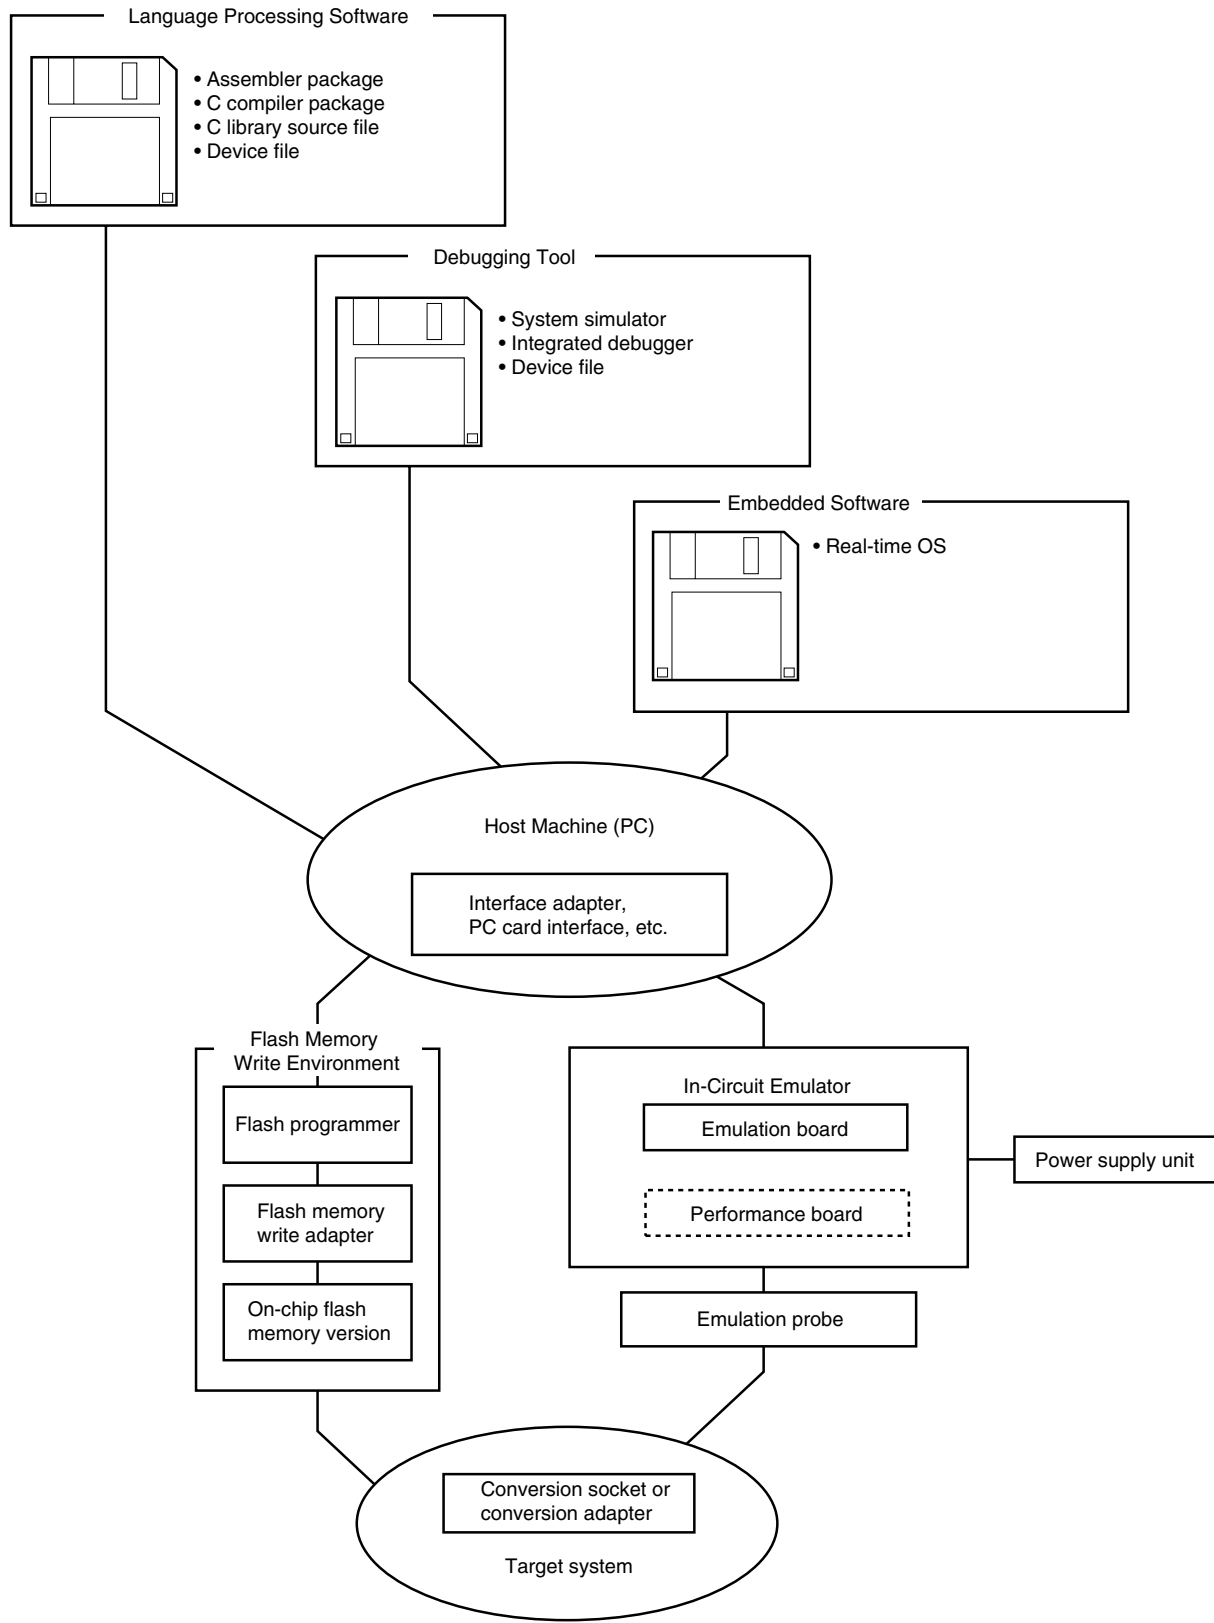 Language Processing Software
• Assembler package
• C compiler package
• C library source file
• Device file
Debugging Tool
• System simulator
• Integrated debugger
• Device file
Embedded Software
• Real-time OS
Host Machine (PC)
Interface adapter,
PC card interface, etc.
Flash Memory
Write Environment
Flash programmer
Flash memory
write adapter
On-chip flash
memory version
In-Circuit Emulator
Emulation board
Performance board
Power supply unit
Emulation probe
Conversion socket or
conversion adapter
Target system